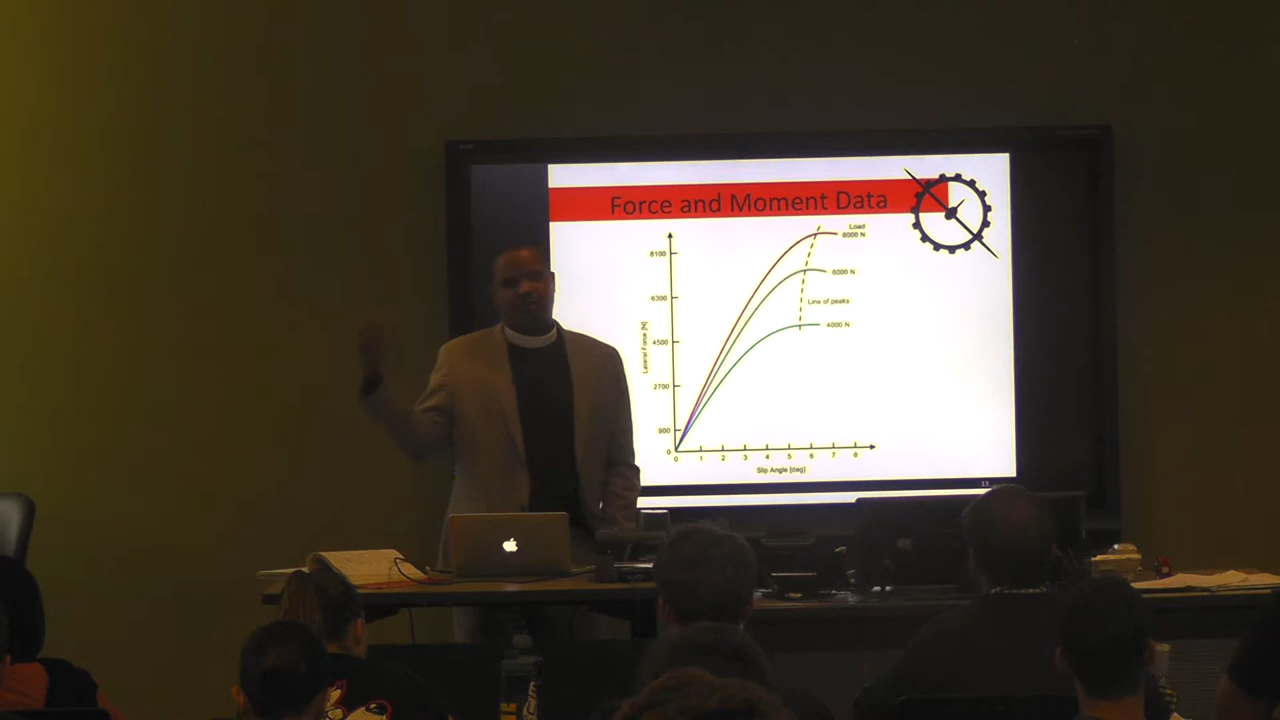 Force and Moment Data
Load
8000 N
8100
6000 N
6300
Line of peaks
4000 N
4500
Lateral Force [N]
2700
900
0
0 1 2 3 4 5 6 7 8
Slip Angle [deg]
13